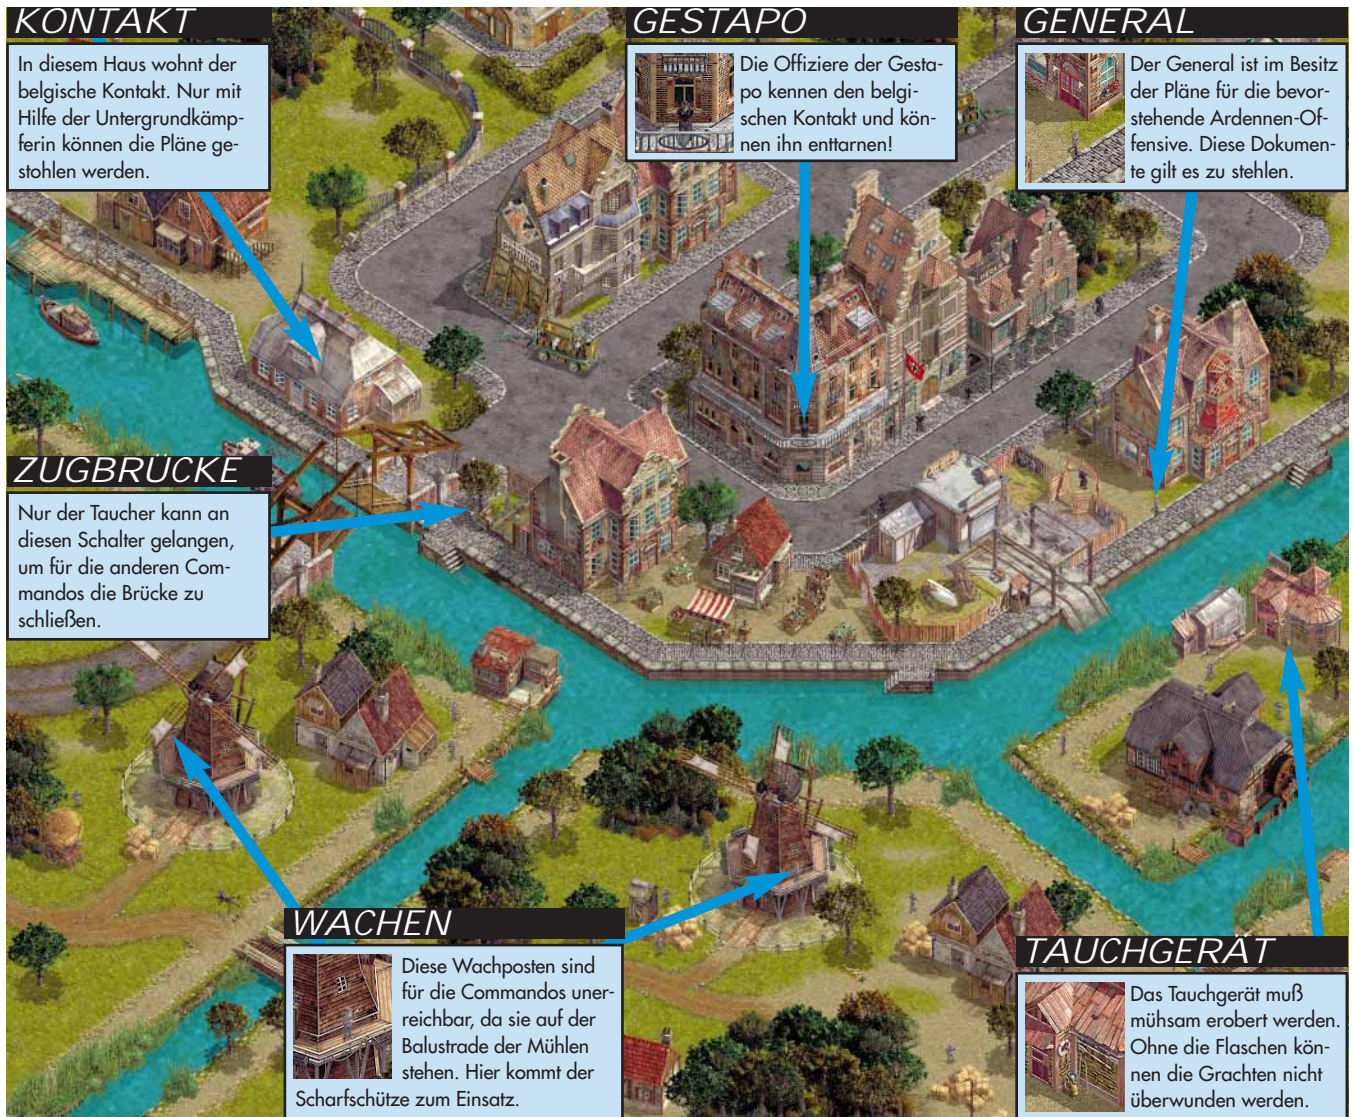 KONTAKT
In diesem Haus wohnt der
belgische Kontakt. Nur mit
Hilfe der Untergrundkämp-
ferin können die Pläne ge-
stohlen werden.
GESTAPO
Die Offiziere der Gesta-
po kennen den belgi-
schen Kontakt und kön-
nen ihn enttarnen!
GENERAL
Der General ist im Besitz
der Pläne für die bevor-
stehende Ardennen-Of-
fensive. Diese Dokumen-
te gilt es zu stehlen.
ZUGBRÜCKE
Nur der Taucher kann an
diesen Schalter gelangen,
um für die anderen Com-
mandos die Brücke zu
schließen.
WACHEN
Diese Wachposten sind
für die Commandos uner-
reichbar, da sie auf der
Balustrade der Mühlen
stehen. Hier kommt der
Scharfschütze zum Einsatz.
TAUCHGERÄT
Das Tauchgerät muß
mühsam erobert werden.
Ohne die Flaschen kön-
nen die Grachten nicht
überwunden werden.